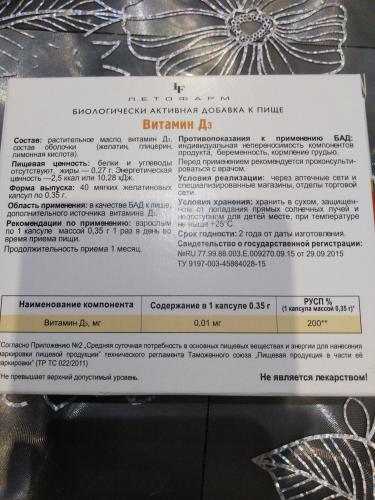 LF
ЛЕТОФАРМ
БИОЛОГИЧЕСКИ АКТИВНАЯ ДОБАВКА К ПИЩЕ
Витамин Д₃
Состав: растительное масло, витамин Д₃,
состав оболочки (желатин, глицерин,
лимонная кислота).
Пищевая ценность: белки и углеводы
отсутствуют, жиры — 0,27 г. Энергетическая
ценность —2,5 ккал или 10,28 кДж.
Форма выпуска: 40 мягких желатиновых
капсул по 0,35 г.
Область применения: в качестве БАД к пище,
дополнительного источника витамина Д₃.
Рекомендации по применению: взрослым
по 1 капсуле массой 0,35 г 1 раз в день во
время приема пищи.
Продолжительность приема 1 месяц.
Противопоказания к применению БАД:
индивидуальная непереносимость компонентов
продукта, беременность, кормление грудью.
Перед применением рекомендуется проконсульти-
роваться с врачом.
Условия реализации: через аптечные сети и
специализированные магазины, отделы торговой
сети.
Условия хранения: хранить в сухом, защищен-
ном от попадания прямых солнечных лучей и
недоступном для детей месте, при температуре
не выше +25°С.
Срок годности: 2 года от даты изготовления.
Свидетельство о государственной регистрации:
№RU.77.99.88.003.Е.009270.09.15 от 29.09.2015
ТУ 9197-003-45864028-15
Наименование компонента
Содержание в 1 капсуле 0.35 г
РУСП %
(1 капсула массой 0,35 г)*
Витамин Д₃, мг
0,01 мг
200**
*Согласно Приложению №2 „Средняя суточная потребность в основных пищевых веществах и энергии для нанесения
маркировки пищевой продукции" технического регламента Таможенного союза „Пищевая продукция в части её
маркировки" (ТР ТС 022/2011)
Не превышает верхний допустимый уровень.
Не является лекарством!